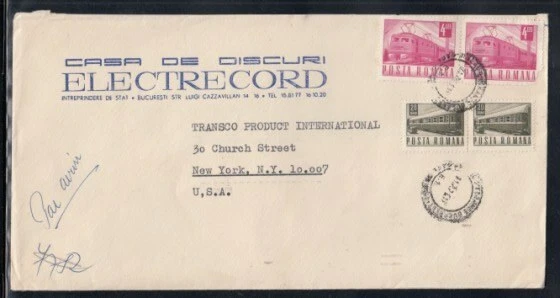 CASA DE DISCURI
ELECTRECORD
INTREPRINDERE DE STAT • BUCURESTI STR LUIGI CAZZAVILLAN 14 16 • TEL 15.81.77 16.10.20
POSTA ROMANA POSTA ROMANA
POSTA ROMANA POSTA ROMANA
TRANSCO PRODUCT INTERNATIONAL
30 Church Street
New York, N.Y. 10.007
U.S.A.
Par avion